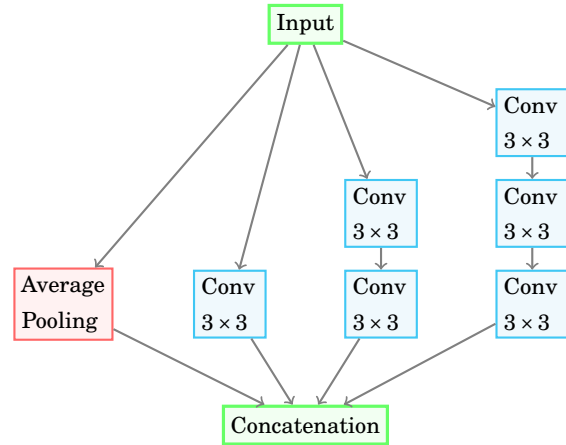 Input
Conv
3 × 3
Conv
3 × 3
Conv
3 × 3
Average
Pooling
Conv
3 × 3
Conv
3 × 3
Conv
3 × 3
Concatenation